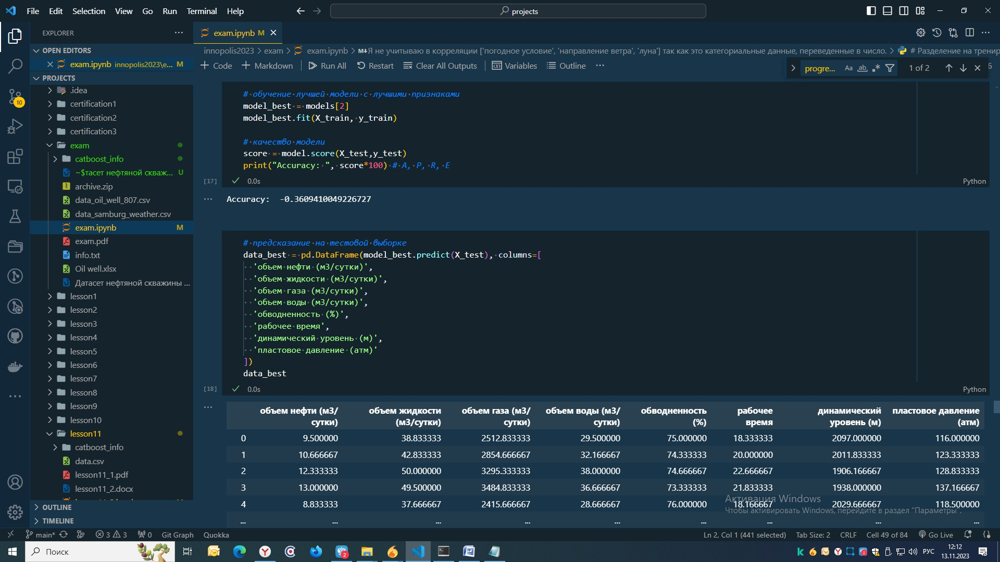 File Edit Selection View Go Run Terminal Help
projects
EXPLORER
OPEN EDITORS
exam.ipynb innopolis2023\e... M
PROJECTS
.idea
certification1
certification2
certification3
exam
catboost_info
~$тасет нефтяной скваж... U
archive.zip
data_oil_well_807.csv
data_samburg_weather.csv
exam.ipynb M
exam.pdf
info.txt
Oil well.xlsx
Датасет нефтяной скважины ...
lesson1
lesson2
lesson3
lesson4
lesson5
lesson6
lesson7
lesson8
lesson9
lesson10
lesson11
catboost_info
data.csv
lesson11_1.pdf
lesson11_2.docx
OUTLINE
TIMELINE
10
exam.ipynb M
innopolis2023 > exam > exam.ipynb > M↓Я не учитываю в корреляции ['погодное условие', 'направление ветра', 'луна'] так как это категориальные данные, переведенные в число. > # Разделение на тренир
+ Code + Markdown Run All Restart Clear All Outputs Variables Outline ...
progre... Aa ab 1 of 2
# обучение лучшей модели с лучшими признаками
model_best = models[2]
model_best.fit(X_train, y_train)
# качество модели
score = model.score(X_test,y_test)
print("Accuracy: ", score*100) # A, P, R, E
[17] 0.0s Python
Accuracy:  -0.3609410049226727
# предсказание на тестовой выборке
data_best = pd.DataFrame(model_best.predict(X_test), columns=[
'объем нефти (м3/сутки)',
'объем жидкости (м3/сутки)',
'объем газа (м3/сутки)',
'объем воды (м3/сутки)',
'обводненность (%)',
'рабочее время',
'динамический уровень (м)',
'пластовое давление (атм)'
])
data_best
[18] 0.0s Python
объем нефти (м3/сутки) объем жидкости (м3/сутки) объем газа (м3/сутки) объем воды (м3/сутки) обводненность (%) рабочее время динамический уровень (м) пластовое давление (атм)
0 9.500000 38.833333 2512.833333 29.500000 75.000000 18.333333 2097.000000 116.000000
1 10.666667 42.833333 2854.666667 32.166667 74.333333 20.000000 2011.833333 123.333333
2 12.333333 50.000000 3295.333333 38.000000 74.666667 22.666667 1906.166667 128.833333
3 13.000000 49.500000 3484.833333 36.666667 73.333333 21.833333 1938.000000 137.166667
4 8.833333 37.666667 2415.666667 28.666667 76.000000 18.166667 2029.666667 118.500000
... ... ... ... ... ... ... ... ...
Активация Windows
Чтобы активировать Windows, перейдите в раздел "Параметры".
main* 3 3 0 Git Graph Quokka
Ln 2, Col 1 (441 selected) Tab Size: 2 CRLF Cell 49 of 84 Go Live
Поиск
РУС
12:12
13.11.2023